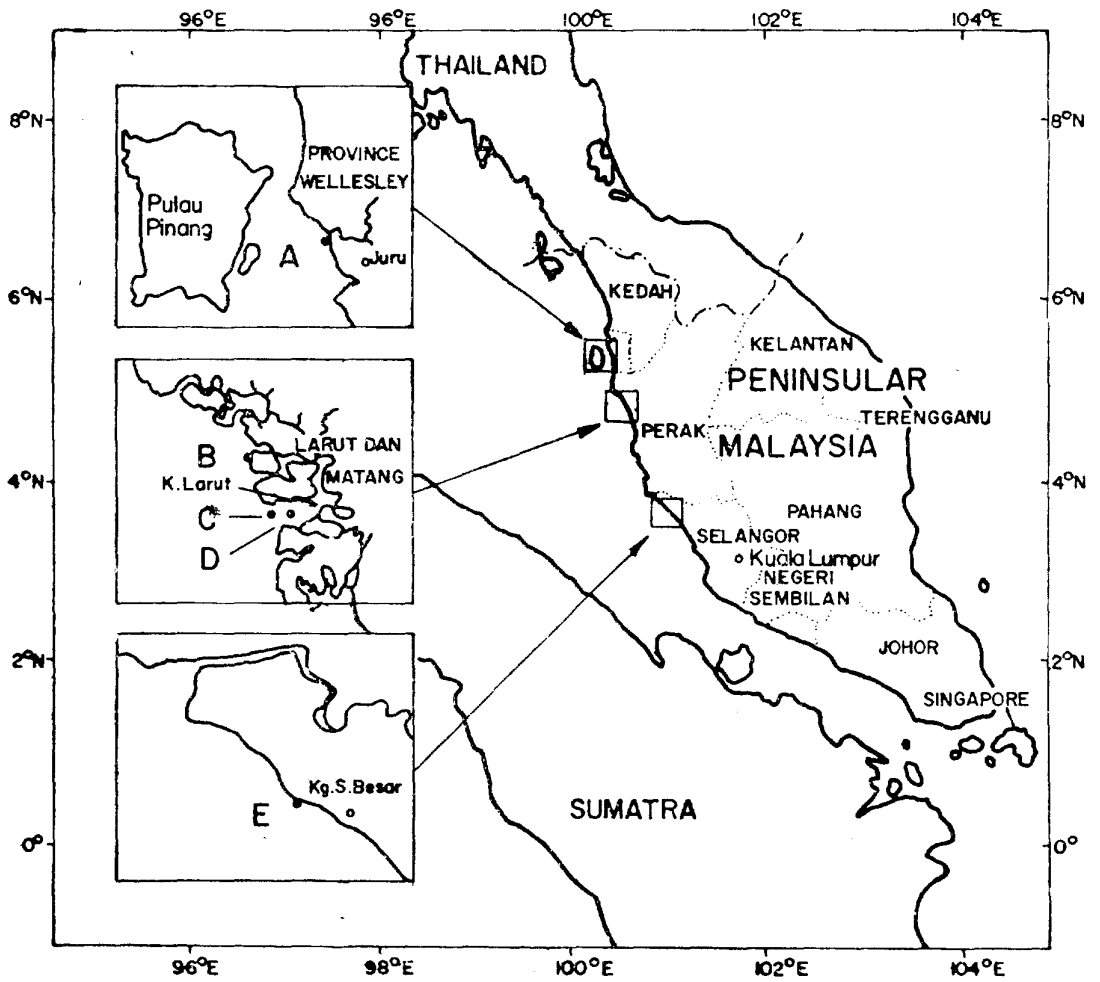 96°E 96°E 100°E 102°E 104°E
THAILAND
8°N 8°N
PROVINCE
WELLESLEY
Pulau
Pinang
A
Juru
6°N 6°N
KEDAH
KELANTAN
PENINSULAR
TERENGGANU
PERAK
MALAYSIA
B
LARUT DAN
MATANG
K.Larut
4°N 4°N
C*
D
PAHANG
SELANGOR
Kuala Lumpur
NEGERI
SEMBILAN
2°N 2°N
JOHOR
SINGAPORE
Kg.S.Besar
E
SUMATRA
0° 0°
96°E 98°E 100°E 102°E 104°E